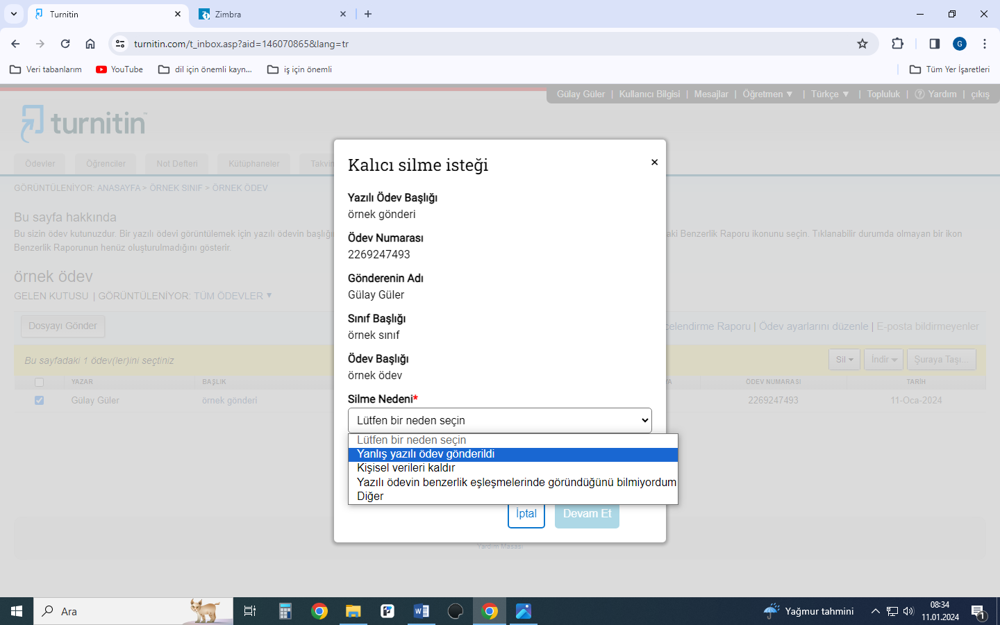 Turnitin
Zimbra
turnitin.com/t_inbox.asp?aid=146070865&lang=tr
G
Veri tabanlarım
YouTube
dil için önemli kayn...
iş için önemli
Tüm Yer İşaretleri
Gülay Güler | Kullanıcı Bilgisi | Mesajlar | Öğretmen ▼ | Türkçe ▼ | Topluluk | ? Yardım | çıkış
turnitin™
Ödevler
Öğrenciler
Not Defteri
Kütüphaneler
Takvim
GÖRÜNTÜLENİYOR: ANASAYFA > ÖRNEK SINIF > ÖRNEK ÖDEV
Bu sayfa hakkında
Bu sizin ödev kutunuzdur. Bir yazılı ödevi görüntülemek için yazılı ödevin başlığı
aki Benzerlik Raporu ikonunu seçin. Tıklanabilir durumda olmayan bir ikon
Benzerlik Raporunun henüz oluşturulmadığını gösterir.
örnek ödev
GELEN KUTUSU | GÖRÜNTÜLENİYOR: TÜM ÖDEVLER ▼
Dosyayı Gönder
celendirme Raporu | Ödev ayarlarını düzenle | E-posta bildirmeyenler
Bu sayfadaki 1 ödev(ler)ini seçtiniz
Sil
İndir
Şuraya Taşı...
YAZAR
BAŞLIK
YA
ÖDEV NUMARASI
TARİH
Gülay Güler
örnek gönderi
2269247493
11-Oca-2024
Kalıcı silme isteği
×
Yazılı Ödev Başlığı
örnek gönderi
Ödev Numarası
2269247493
Gönderenin Adı
Gülay Güler
Sınıf Başlığı
örnek sınıf
Ödev Başlığı
örnek ödev
Silme Nedeni*
Lütfen bir neden seçin
Lütfen bir neden seçin
Yanlış yazılı ödev gönderildi
Kişisel verileri kaldır
Yazılı ödevin benzerlik eşleşmelerinde göründüğünü bilmiyordum
Diğer
İptal
Devam Et
Yardım Masası
Ara
Yağmur tahmini
08:34
11.01.2024
1